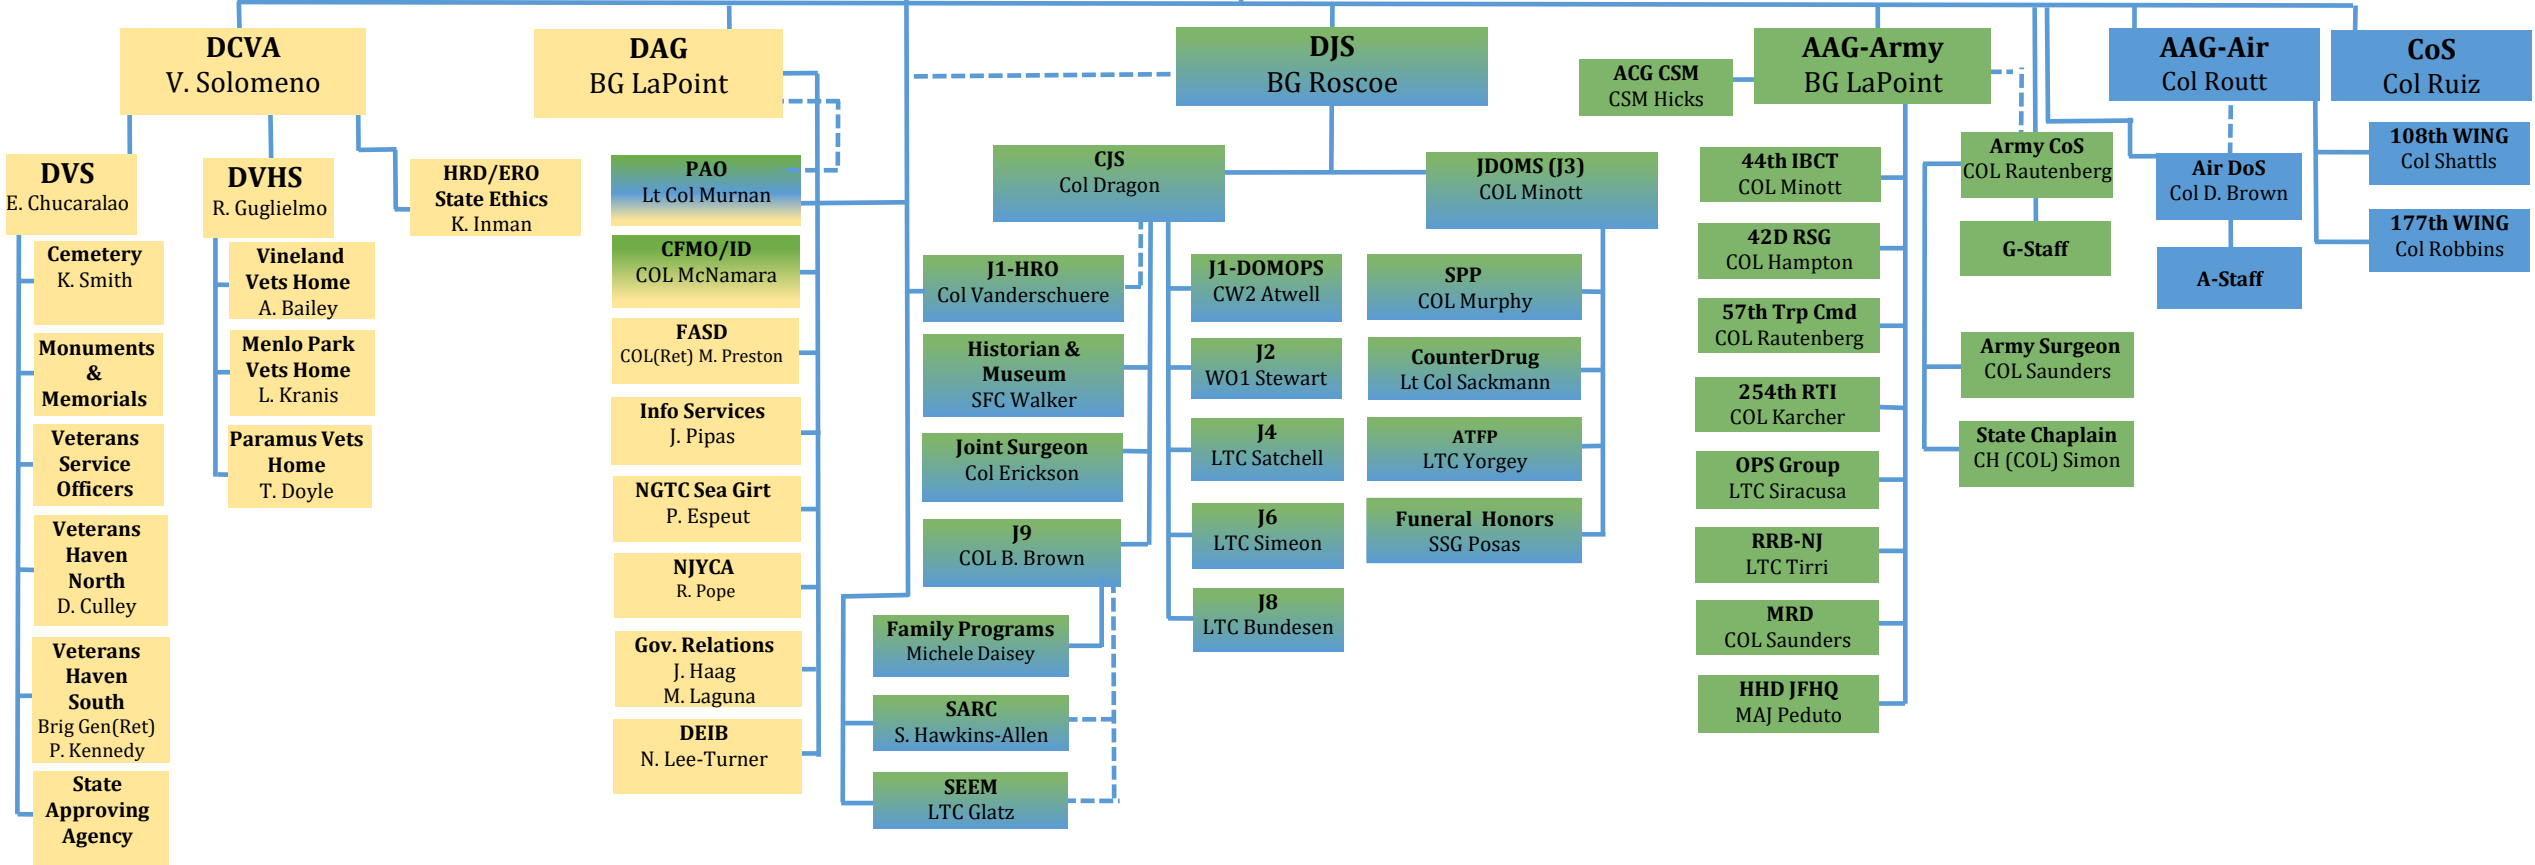 DCVA
V. Solomeno
DVS
E. Chucaralao
Cemetery
K. Smith
Monuments
&
Memorials
Veterans
Service
Officers
Veterans
Haven
North
D. Culley
Veterans
Haven
South
Brig Gen(Ret)
P. Kennedy
State
Approving
Agency
DVHS
R. Guglielmo
Vineland
Vets Home
A. Bailey
Menlo Park
Vets Home
L. Kranis
Paramus Vets
Home
T. Doyle
HRD/ERO
State Ethics
K. Inman
DAG
BG LaPoint
PAO
Lt Col Murnan
CFMO/ID
COL McNamara
FASD
COL(Ret) M. Preston
Info Services
J. Pipas
NGTC Sea Girt
P. Espeut
NJYCA
R. Pope
Gov. Relations
J. Haag
M. Laguna
DEIB
N. Lee-Turner
DJS
BG Roscoe
CJS
Col Dragon
J1-HRO
Col Vanderschuere
Historian &
Museum
SFC Walker
Joint Surgeon
Col Erickson
J9
COL B. Brown
Family Programs
Michele Daisey
SARC
S. Hawkins-Allen
SEEM
LTC Glatz
J1-DOMOPS
CW2 Atwell
J2
WO1 Stewart
J4
LTC Satchell
J6
LTC Simeon
J8
LTC Bundesen
JDOMS (J3)
COL Minott
SPP
COL Murphy
CounterDrug
Lt Col Sackmann
ATFP
LTC Yorgey
Funeral Honors
SSG Posas
ACG CSM
CSM Hicks
AAG-Army
BG LaPoint
44th IBCT
COL Minott
42D RSG
COL Hampton
57th Trp Cmd
COL Rautenberg
254th RTI
COL Karcher
OPS Group
LTC Siracusa
RRB-NJ
LTC Tirri
MRD
COL Saunders
HHD JFHQ
MAJ Peduto
Army CoS
COL Rautenberg
G-Staff
Army Surgeon
COL Saunders
State Chaplain
CH (COL) Simon
AAG-Air
Col Routt
Air DoS
Col D. Brown
A-Staff
CoS
Col Ruiz
108th WING
Col Shattls
177th WING
Col Robbins